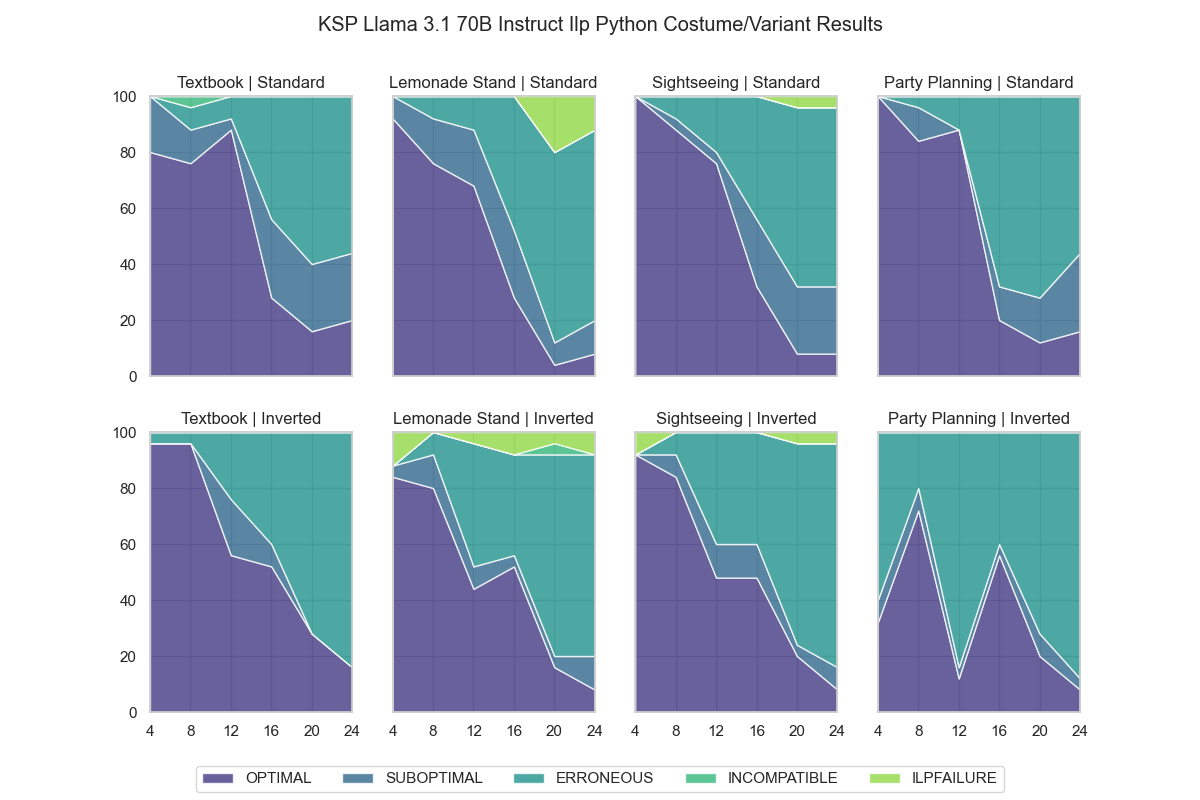 KSP Llama 3.1 70B Instruct Ilp Python Costume/Variant Results
Textbook | Standard
Lemonade Stand | Standard
Sightseeing | Standard
Party Planning | Standard
100
80
60
40
20
0
Textbook | Inverted
Lemonade Stand | Inverted
Sightseeing | Inverted
Party Planning | Inverted
100
80
60
40
20
0
4 8 12 16 20 24
4 8 12 16 20 24
4 8 12 16 20 24
4 8 12 16 20 24
OPTIMAL SUBOPTIMAL ERRONEOUS INCOMPATIBLE ILPFAILURE